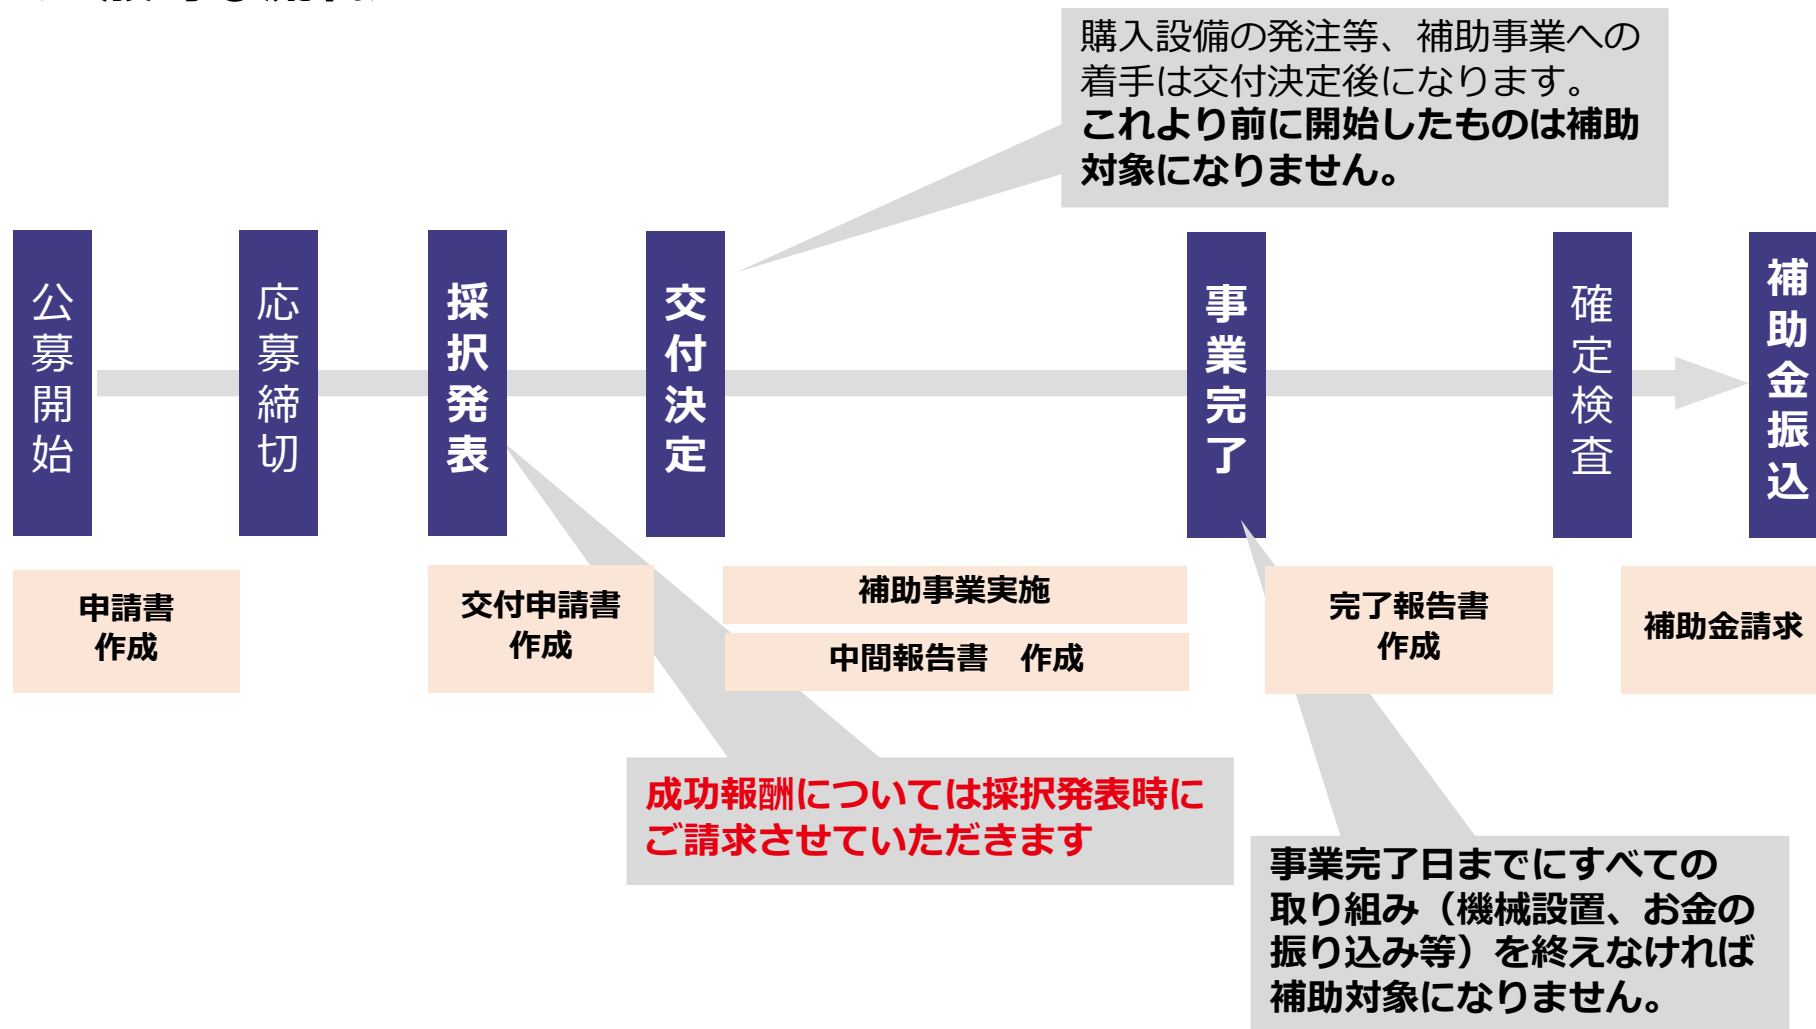 購入設備の発注等、補助事業への
着手は交付決定後になります。
これより前に開始したものは補助
対象になりません。
公募開始
応募締切
採択発表
交付決定
事業完了
確定検査
補助金振込
申請書
作成
交付申請書
作成
補助事業実施
中間報告書　作成
完了報告書
作成
補助金請求
成功報酬については採択発表時に
ご請求させていただきます
事業完了日までにすべての
取り組み（機械設置、お金の
振り込み等）を終えなければ
補助対象になりません。